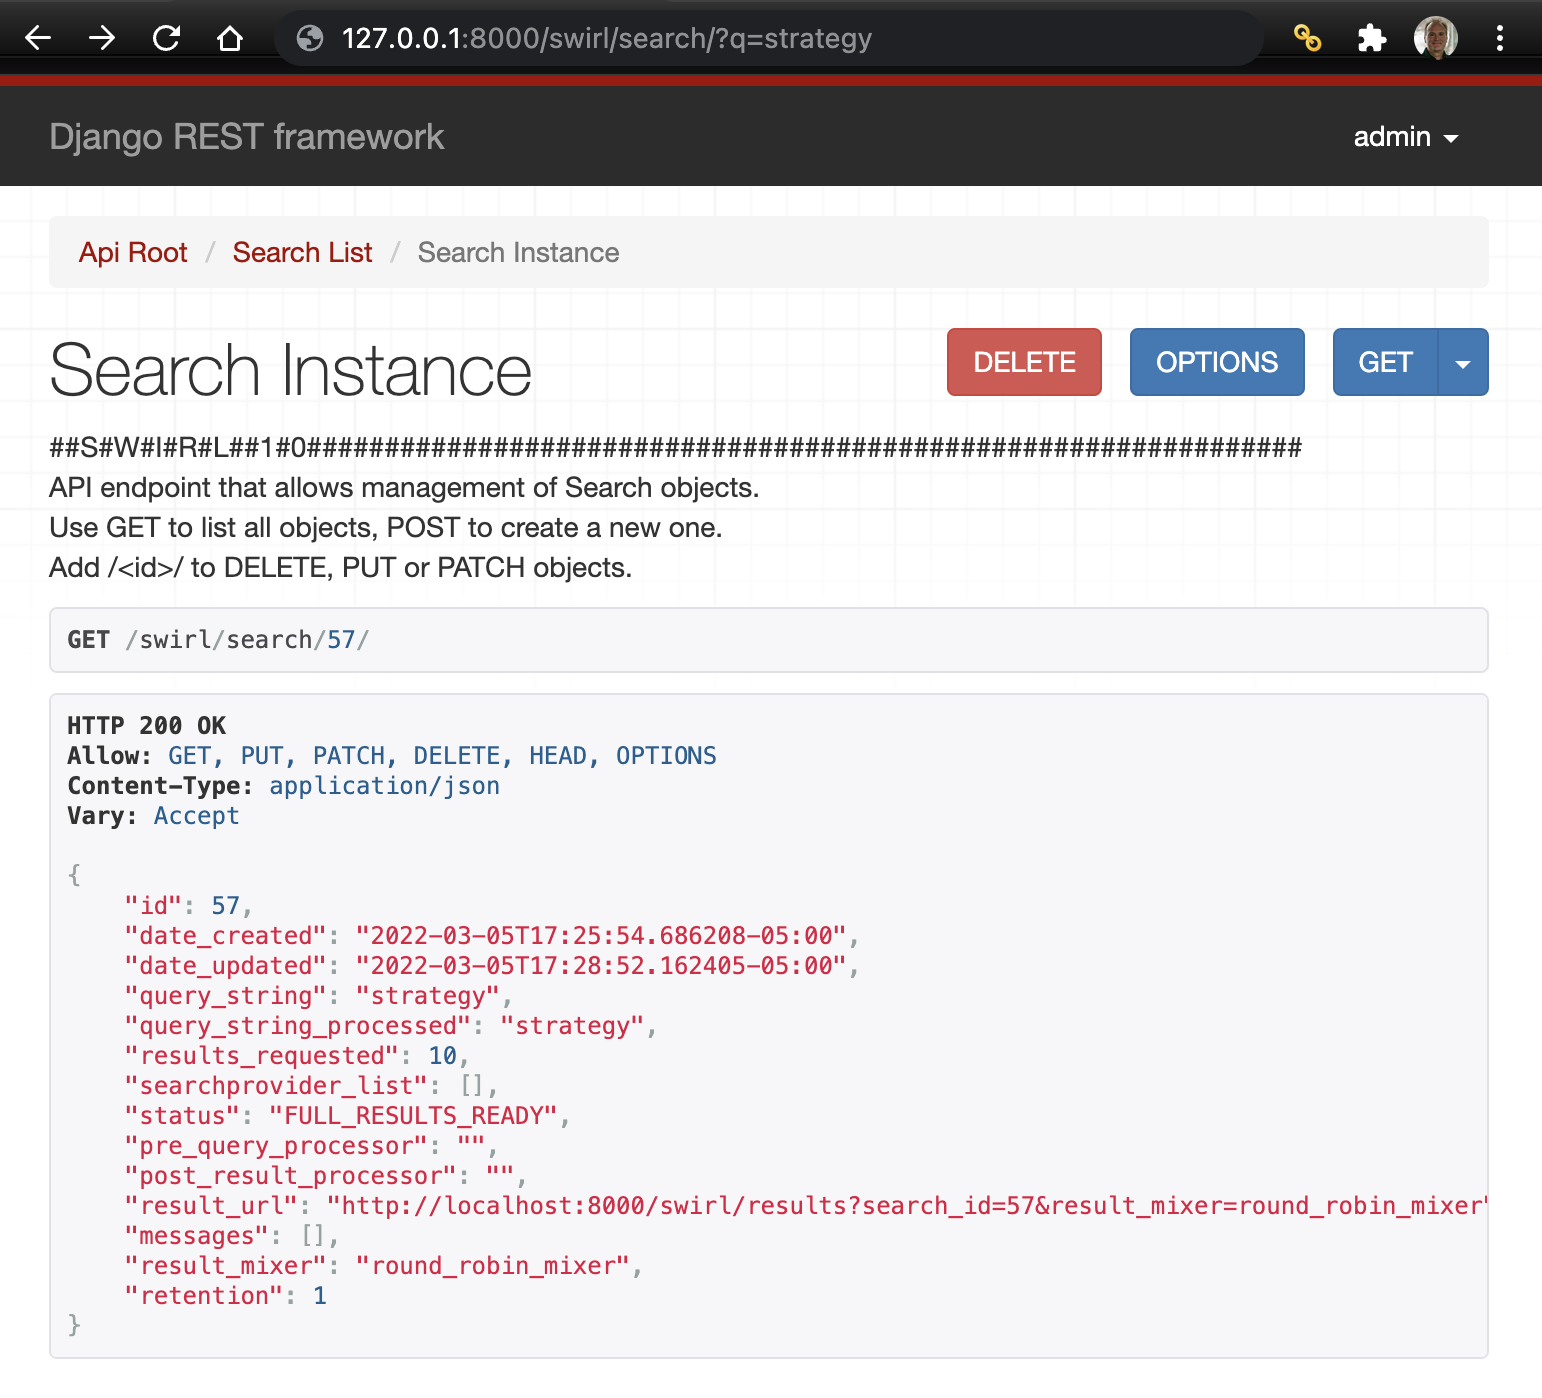 127.0.0.1:8000/swirl/search/?q=strategy
Django REST framework
admin
Api Root / Search List / Search Instance
Search Instance
DELETE
OPTIONS
GET
##S#W#I#R#L##1#0################################################################
API endpoint that allows management of Search objects.
Use GET to list all objects, POST to create a new one.
Add /<id>/ to DELETE, PUT or PATCH objects.
GET /swirl/search/57/
HTTP 200 OK
Allow: GET, PUT, PATCH, DELETE, HEAD, OPTIONS
Content-Type: application/json
Vary: Accept
{
    "id": 57,
    "date_created": "2022-03-05T17:25:54.686208-05:00",
    "date_updated": "2022-03-05T17:28:52.162405-05:00",
    "query_string": "strategy",
    "query_string_processed": "strategy",
    "results_requested": 10,
    "searchprovider_list": [],
    "status": "FULL_RESULTS_READY",
    "pre_query_processor": "",
    "post_result_processor": "",
    "result_url": "http://localhost:8000/swirl/results?search_id=57&result_mixer=round_robin_mixer"
    "messages": [],
    "result_mixer": "round_robin_mixer",
    "retention": 1
}